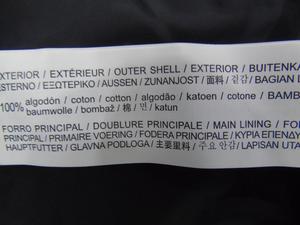 EXTERIOR / EXTÉRIEUR / OUTER SHELL / EXTERIOR / BUITENKA
ESTERNO / ΕΞΩΤΕΡΙΚΟ / AUSSEN / ZUNANJOST / 面料 / 겉감 / BAGIAN L
100% algodón / coton / cotton / algodão / katoen / cotone / BAMB
baumwolle / bombaž / 棉 / 면 / katun
FORRO PRINCIPAL / DOUBLURE PRINCIPALE / MAIN LINING / FO
PRINCIPAL / PRIMAIRE VOERING / FODERA PRINCIPALE / ΚΥΡΙΑ ΕΠΕΝΔΥ
HAUPTFUTTER / GLAVNA PODLOGA / 主要里料 / 주요 안감 / LAPISAN UTA